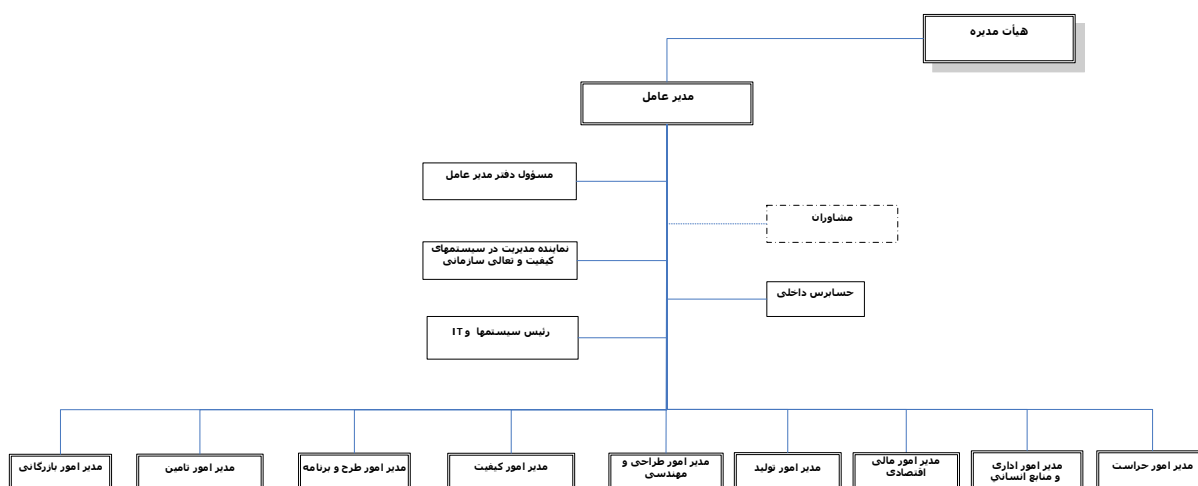 هیأت مدیره
مدیر عامل
مسؤول دفتر مدیر عامل
مشاوران
نماینده مدیریت در سیستمهای
کیفیت و تعالی سازمانی
حسابرس داخلی
رئیس سیستمها و IT
مدیر امور حراست
مدیر امور اداری
و منابع انسانی
مدیر امور مالی
اقتصادی
مدیر امور تولید
مدیر امور طراحی و
مهندسی
مدیر امور کیفیت
مدیر امور طرح و برنامه
مدیر امور تامین
مدیر امور بازرگانی